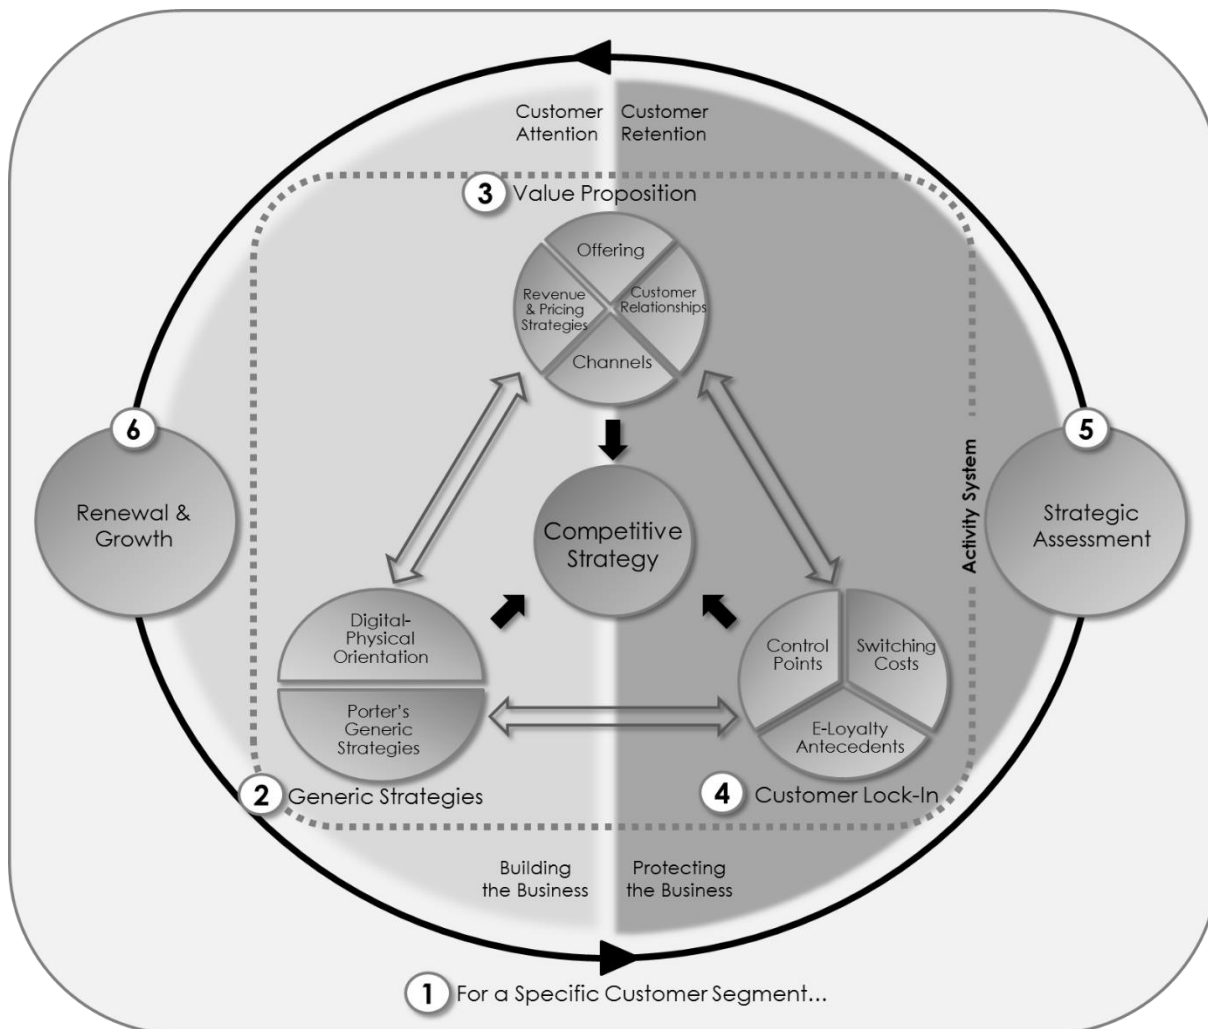 Customer
Attention
Customer
Retention
3 Value Proposition
Offering
Revenue
& Pricing
Strategies
Customer
Relationships
Channels
6
Renewal &
Growth
5
Strategic
Assessment
Activity System
Competitive
Strategy
Digital-
Physical
Orientation
Porter's
Generic
Strategies
2 Generic Strategies
Control
Points
Switching
Costs
E-Loyalty
Antecedents
4 Customer Lock-In
Building
the Business
Protecting
the Business
1 For a Specific Customer Segment...